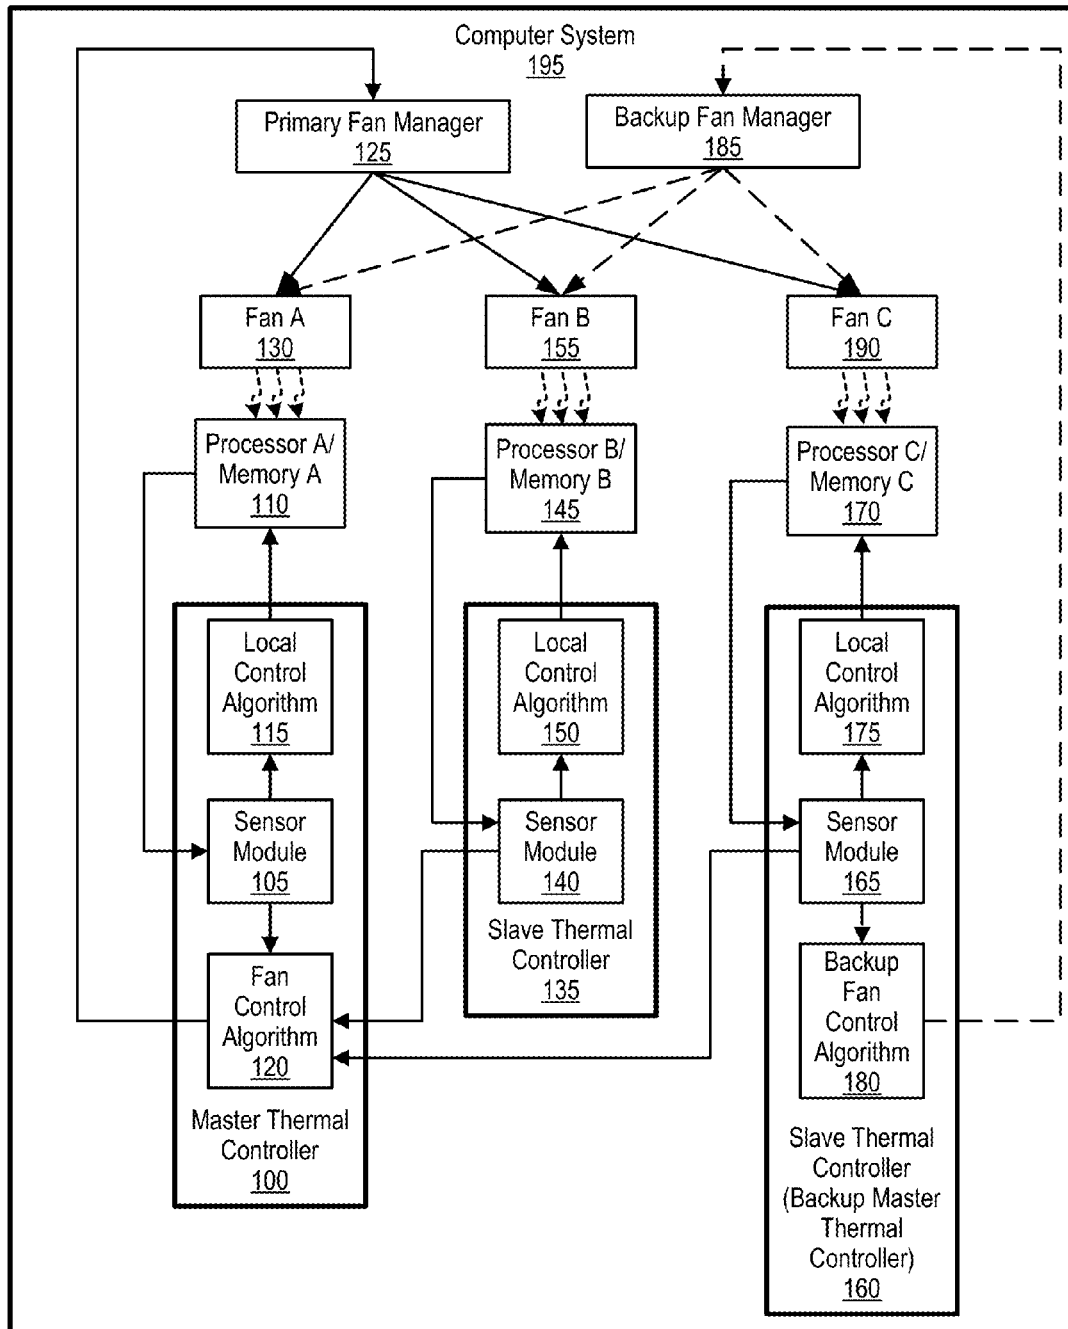 Computer System
195
Primary Fan Manager
125
Backup Fan Manager
185
Fan A
130
Fan B
155
Fan C
190
Processor A/
Memory A
110
Processor B/
Memory B
145
Processor C/
Memory C
170
Local
Control
Algorithm
115
Local
Control
Algorithm
150
Local
Control
Algorithm
175
Sensor
Module
105
Sensor
Module
140
Sensor
Module
165
Slave Thermal
Controller
135
Fan
Control
Algorithm
120
Backup
Fan
Control
Algorithm
180
Master Thermal
Controller
100
Slave Thermal
Controller
(Backup Master
Thermal
Controller)
160